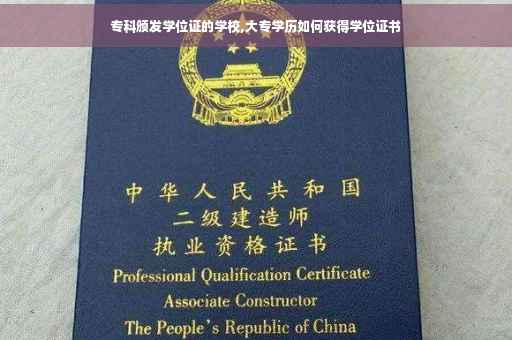 专科颁发学位证的学校,大专学历如何获得学位证书
中华人民共和国
二级建造师
执业资格证书
Professional Qualification Certificate
Associate Constructor
The People's Republic of China